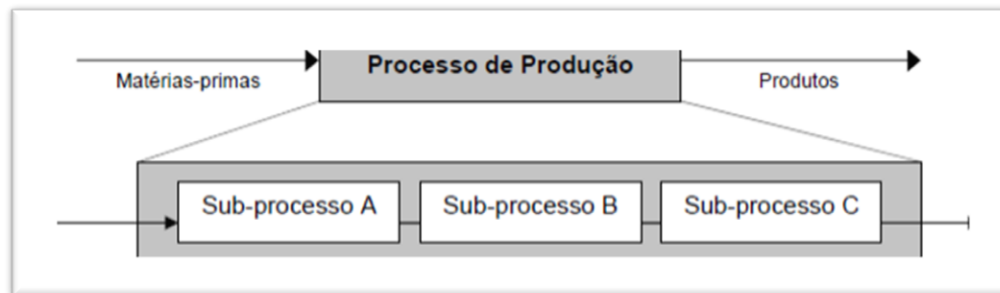 Processo de Produção
Matérias-primas
Produtos
Sub-processo A
Sub-processo B
Sub-processo C